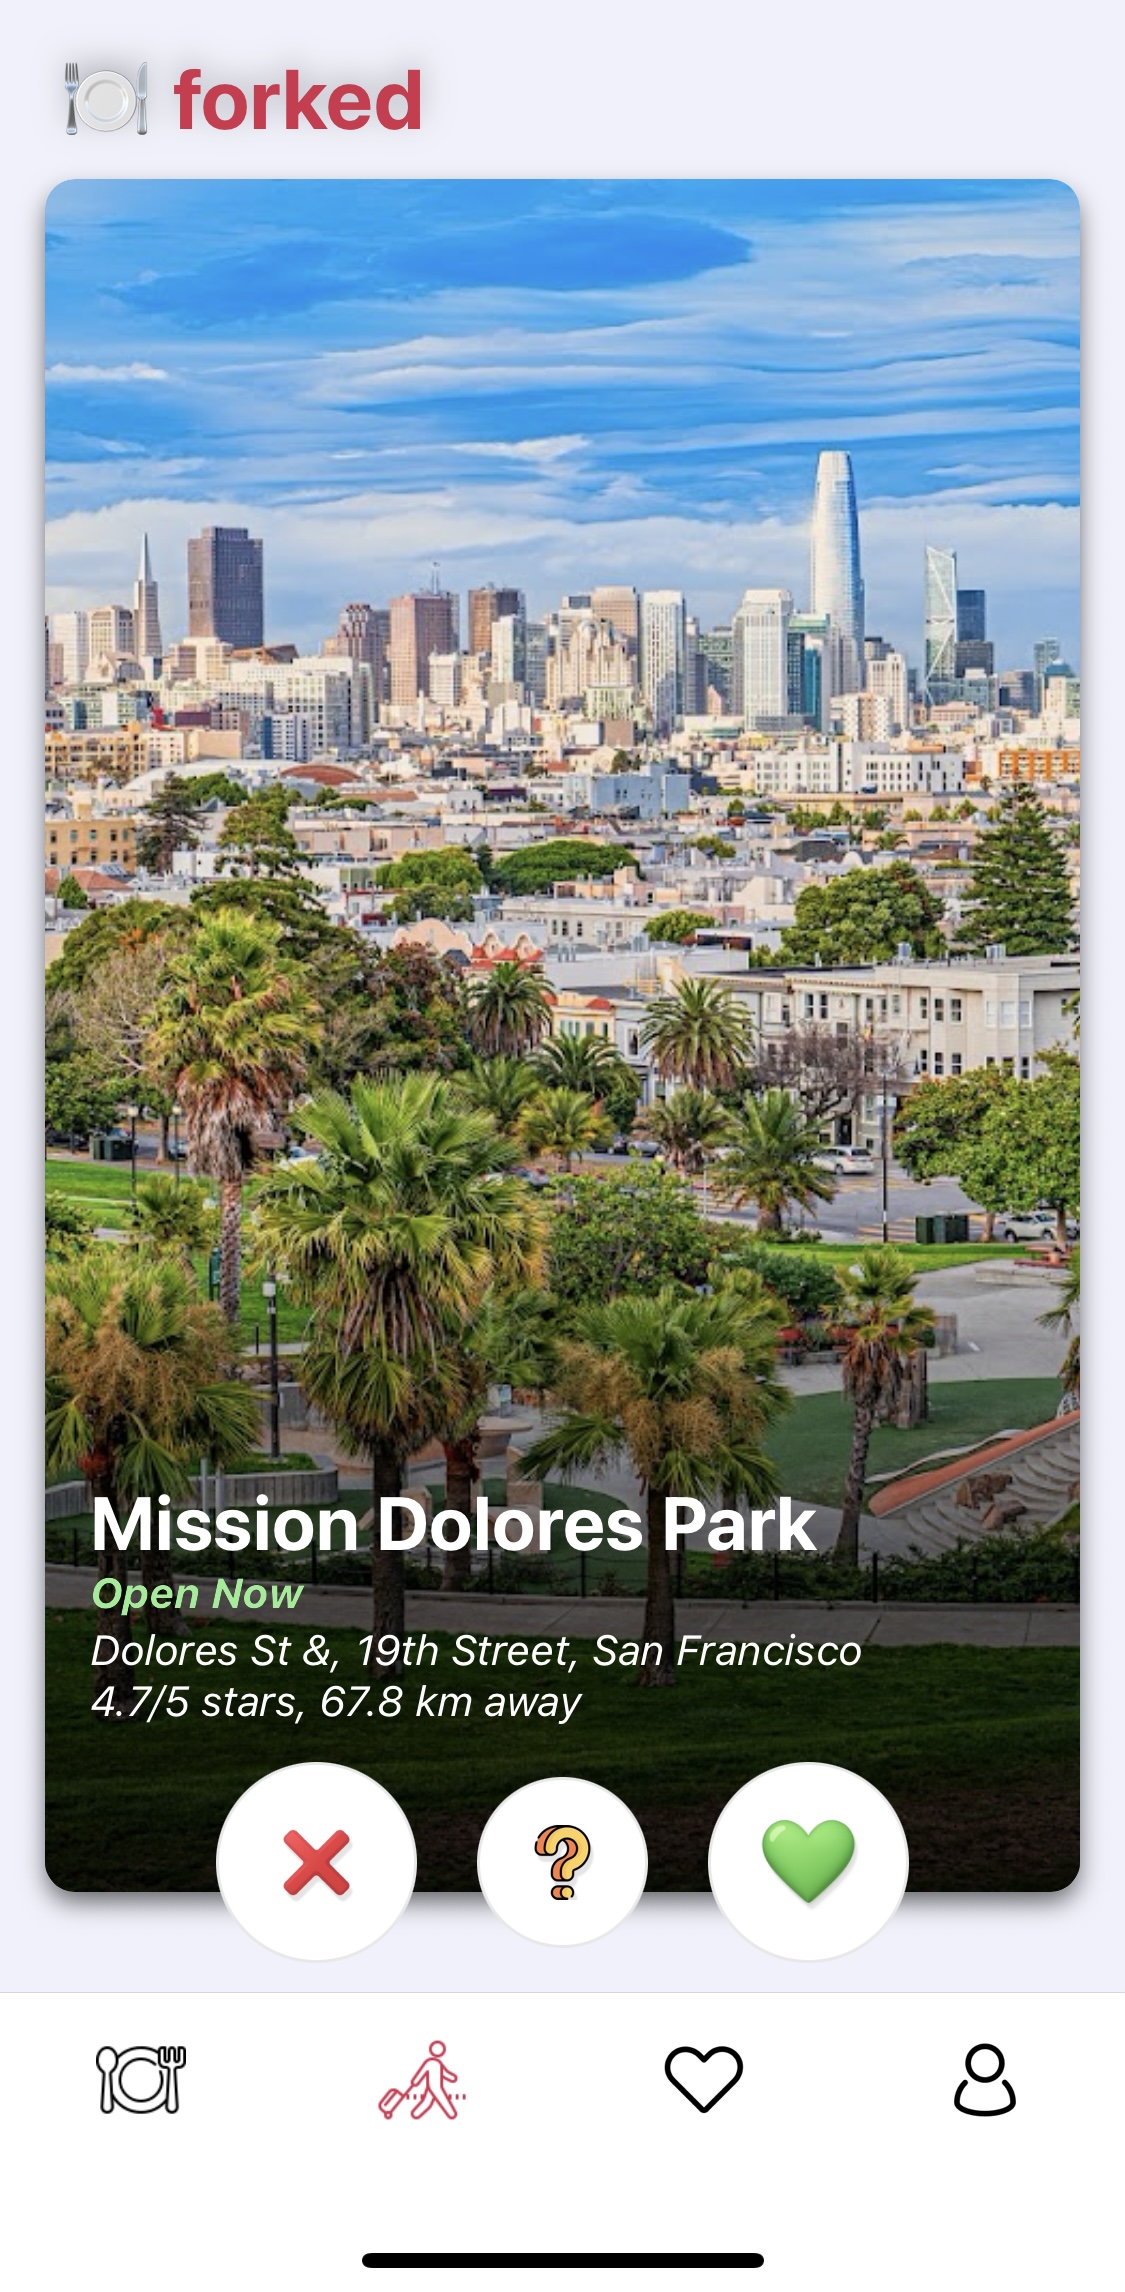 forked
Mission Dolores Park
Open Now
Dolores St &, 19th Street, San Francisco
4.7/5 stars, 67.8 km away